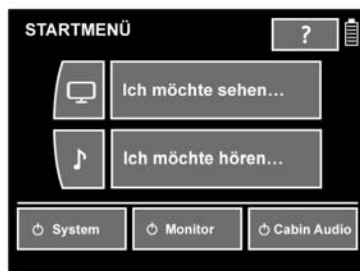 STARTMENÜ
?
Ich möchte sehen...
Ich möchte hören...
System
Monitor
Cabin Audio